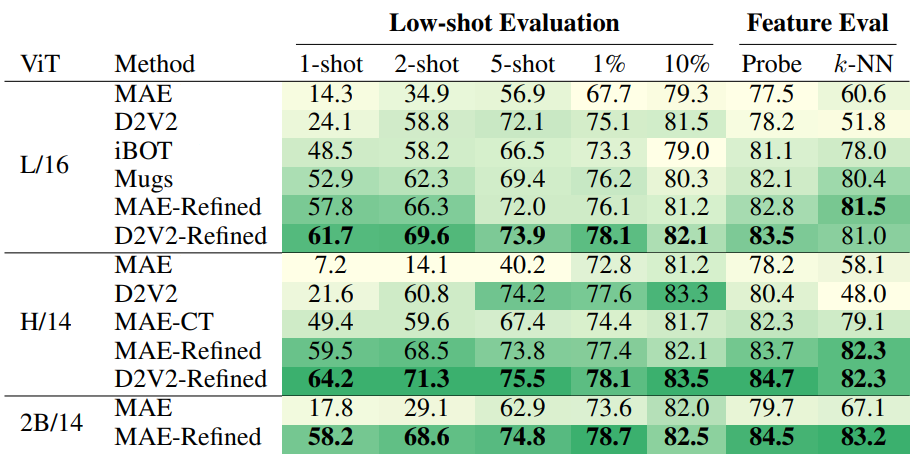 Low-shot Evaluation Feature Eval
ViT Method 1-shot 2-shot 5-shot 1% 10% Probe k-NN
MAE 14.3 34.9 56.9 67.7 79.3 77.5 60.6
D2V2 24.1 58.8 72.1 75.1 81.5 78.2 51.8
iBOT 48.5 58.2 66.5 73.3 79.0 81.1 78.0
L/16
Mugs 52.9 62.3 69.4 76.2 80.3 82.1 80.4
MAE-Refined 57.8 66.3 72.0 76.1 81.2 82.8 81.5
D2V2-Refined 61.7 69.6 73.9 78.1 82.1 83.5 81.0
MAE 7.2 14.1 40.2 72.8 81.2 78.2 58.1
D2V2 21.6 60.8 74.2 77.6 83.3 80.4 48.0
H/14 MAE-CT 49.4 59.6 67.4 74.4 81.7 82.3 79.1
MAE-Refined 59.5 68.5 73.8 77.4 82.1 83.7 82.3
D2V2-Refined 64.2 71.3 75.5 78.1 83.5 84.7 82.3
MAE 17.8 29.1 62.9 73.6 82.0 79.7 67.1
2B/14
MAE-Refined 58.2 68.6 74.8 78.7 82.5 84.5 83.2